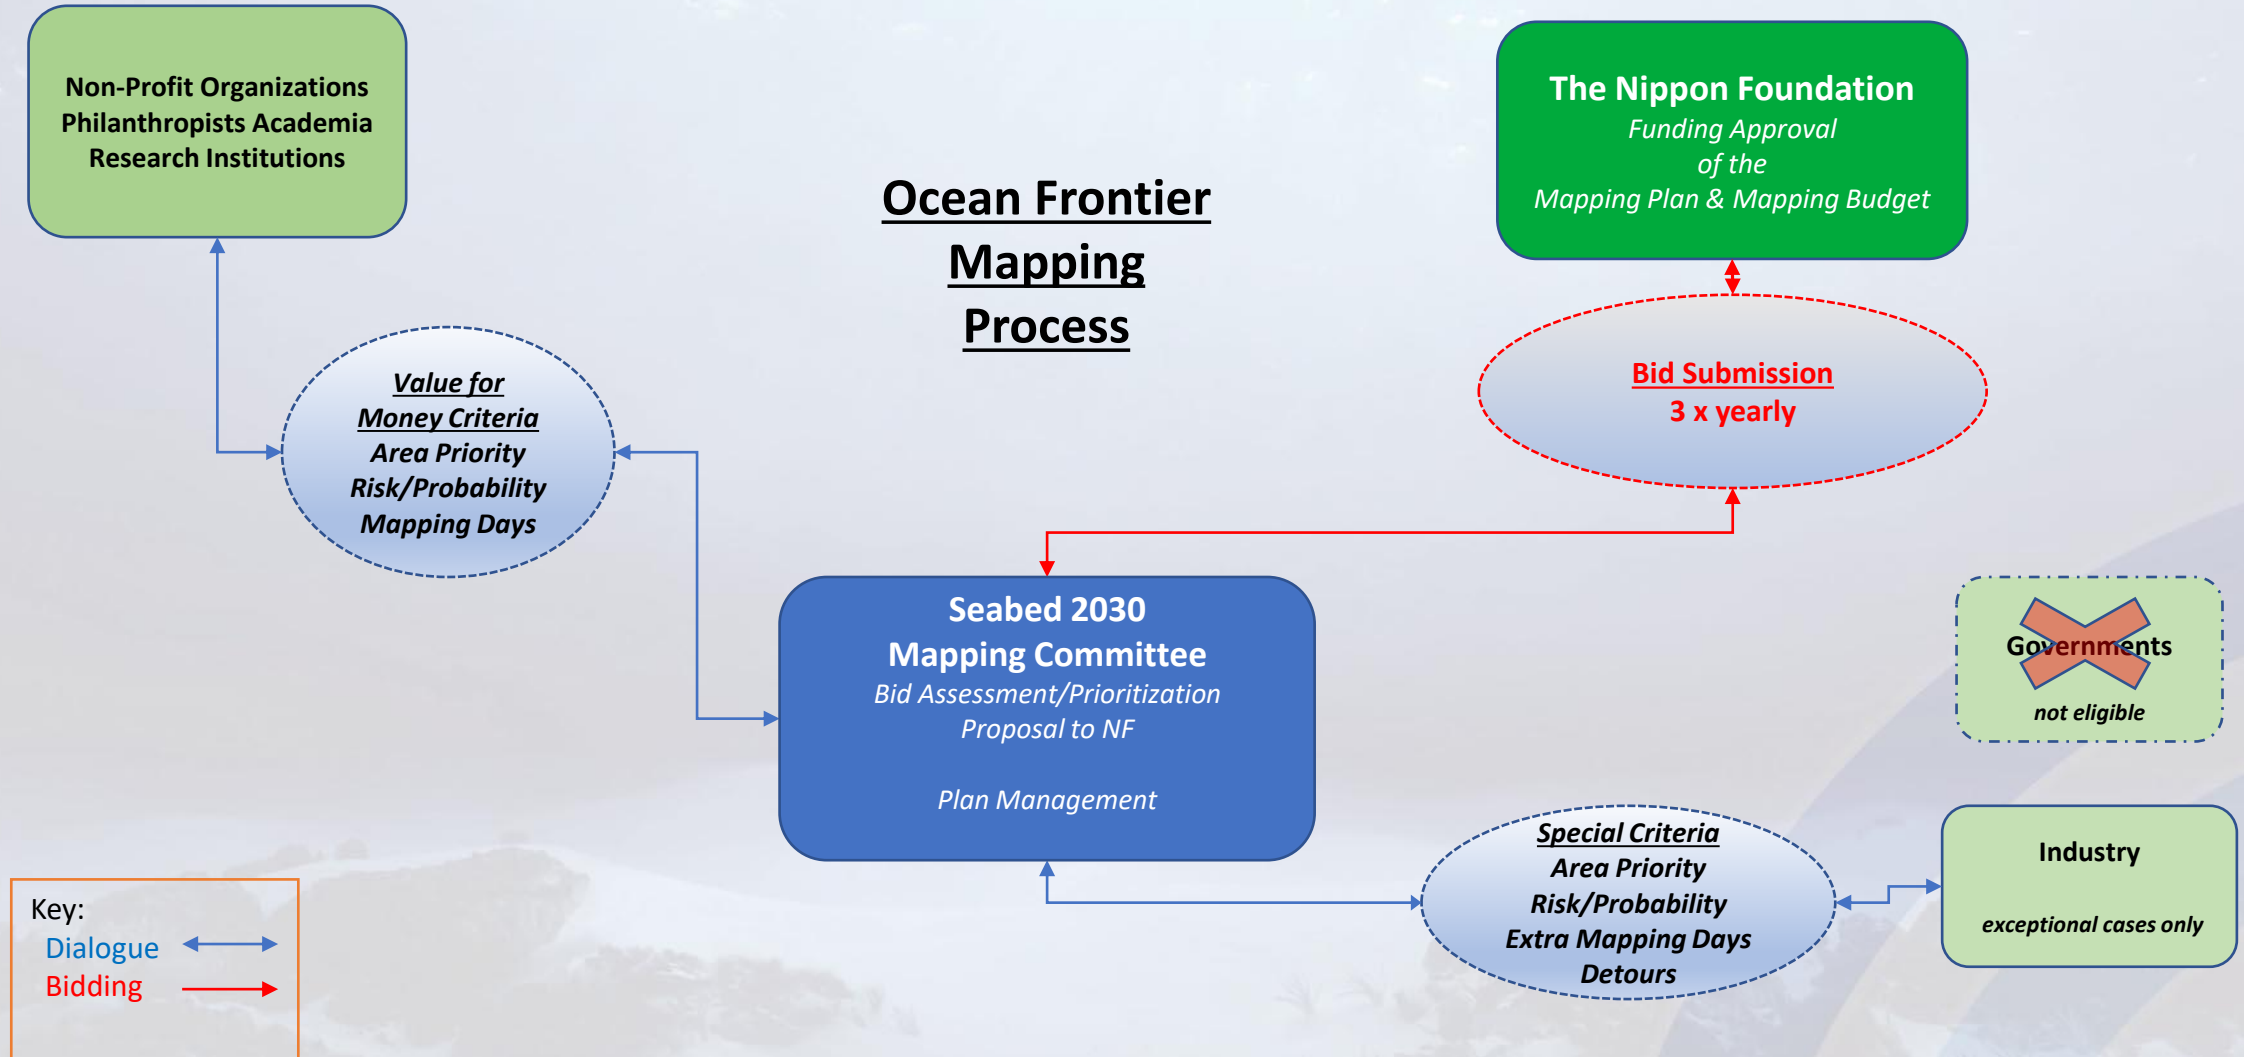 Non-Profit Organizations
Philanthropists Academia
Research Institutions
The Nippon Foundation
Funding Approval
of the
Mapping Plan & Mapping Budget
Ocean Frontier
Mapping
Process
Value for
Money Criteria
Area Priority
Risk/Probability
Mapping Days
Bid Submission
3 x yearly
Seabed 2030
Mapping Committee
Bid Assessment/Prioritization
Proposal to NF
Plan Management
Governments
not eligible
Special Criteria
Area Priority
Risk/Probability
Extra Mapping Days
Detours
Industry
exceptional cases only
Key:
Dialogue
Bidding